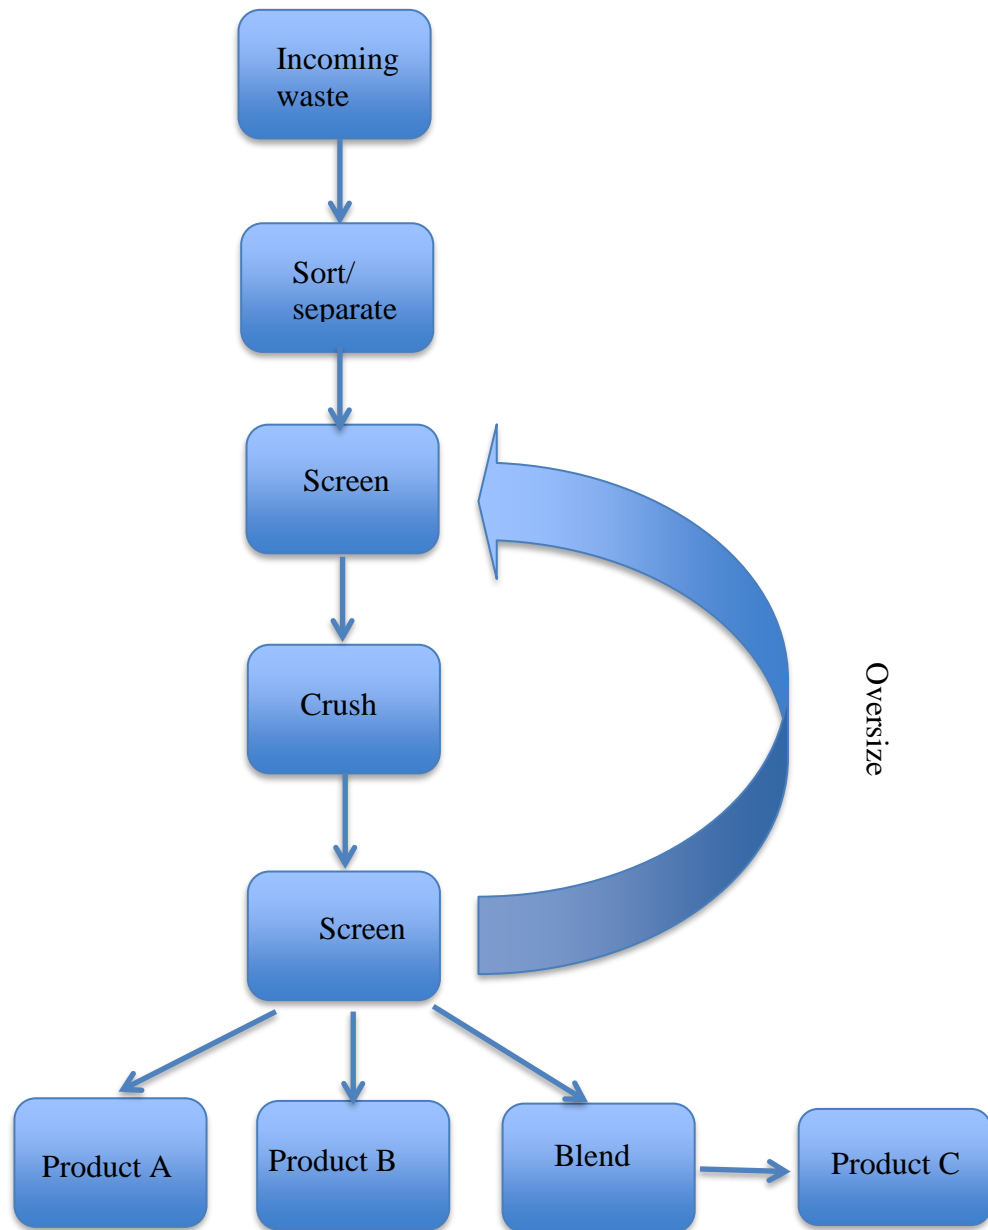 Incoming
waste
Sort/
separate
Screen
Crush
Oversize
Screen
Product A
Product B
Blend
Product C